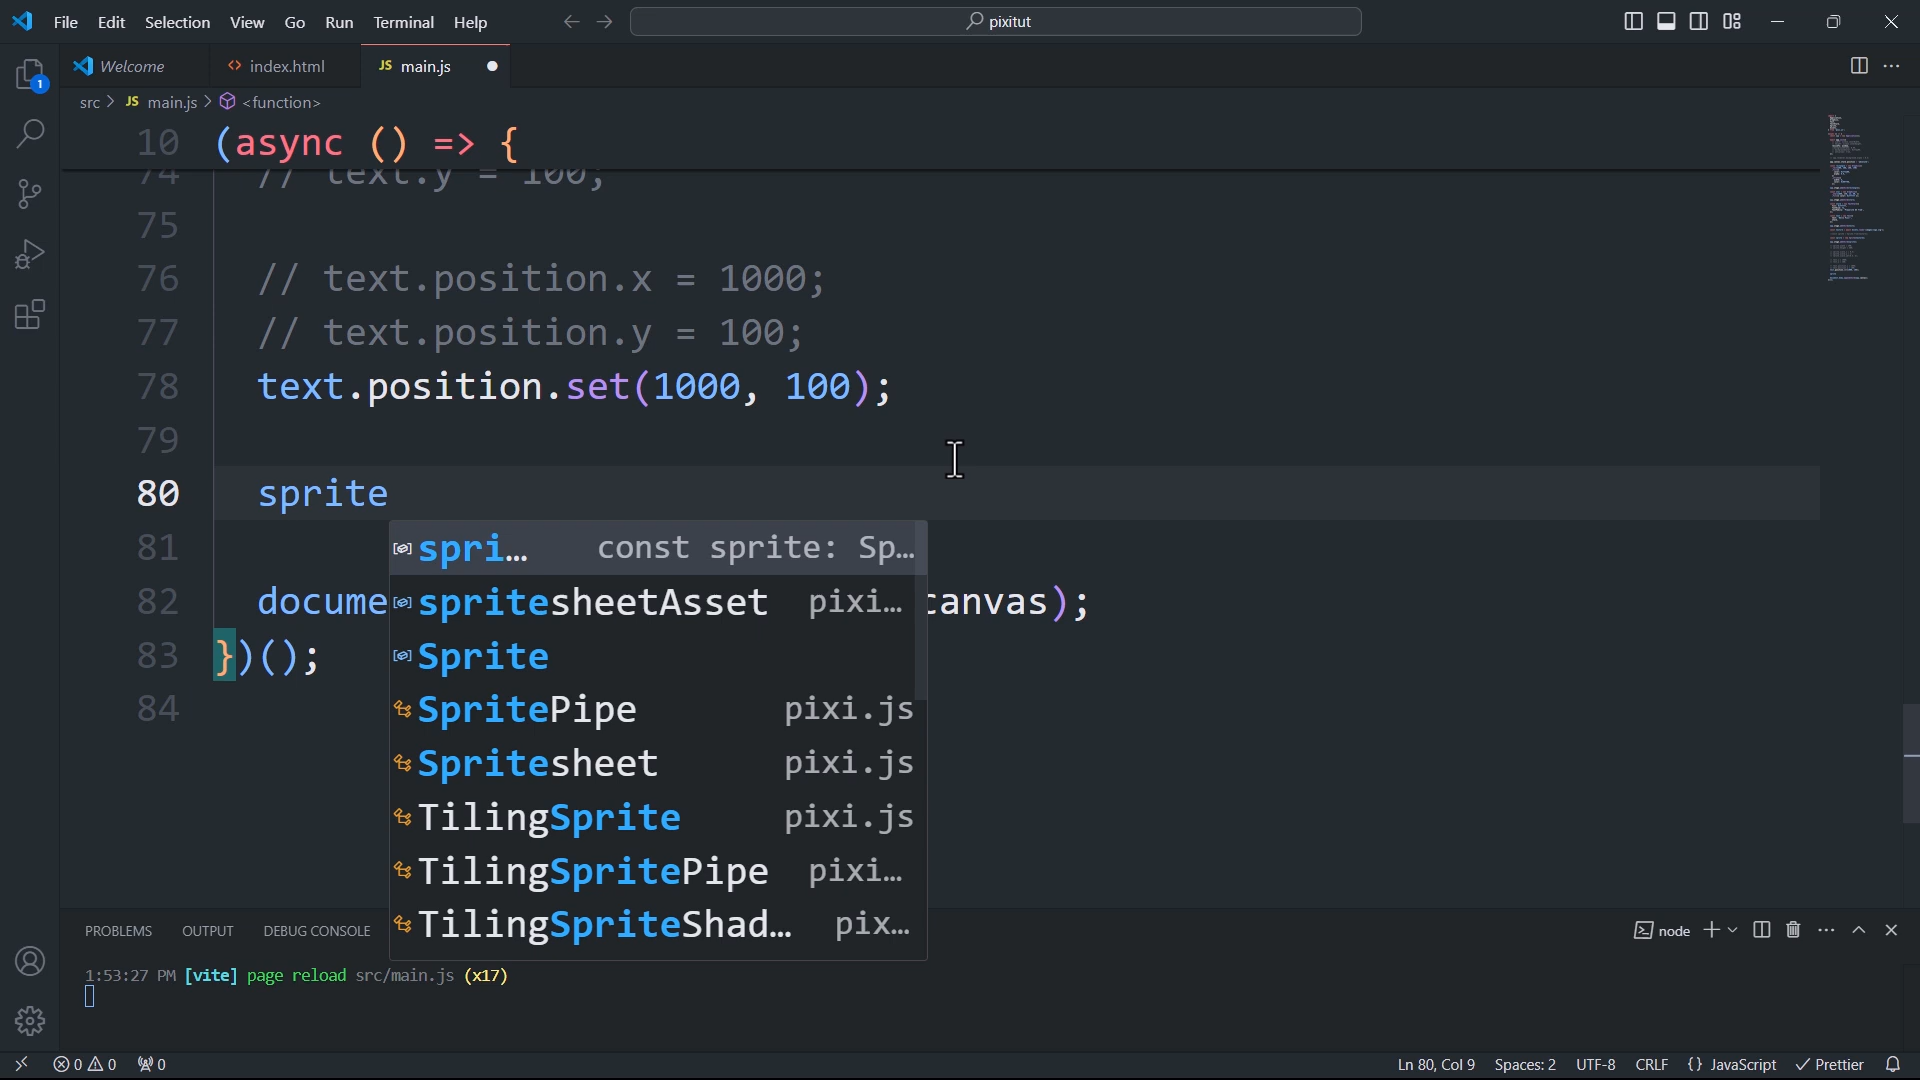 File Edit Selection View Go Run Terminal Help
pixitut
Welcome
index.html
JS main.js
src > JS main.js > <function>
10 (async () => {
74 // text.y = 100;
75
76 // text.position.x = 1000;
77 // text.position.y = 100;
78 text.position.set(1000, 100);
79
80 sprite
81 spri… const sprite: Sp…
spritesheetAsset pixi…
82 docume canvas);
Sprite
83 })();
SpritePipe pixi.js
84
Spritesheet pixi.js
TilingSprite pixi.js
TilingSpritePipe pixi…
TilingSpriteShad… pix…
PROBLEMS OUTPUT DEBUG CONSOLE
node
1:53:27 PM [vite] page reload src/main.js (x17)
0 0 0
Ln 80, Col 9 Spaces: 2 UTF-8 CRLF {} JavaScript Prettier
1